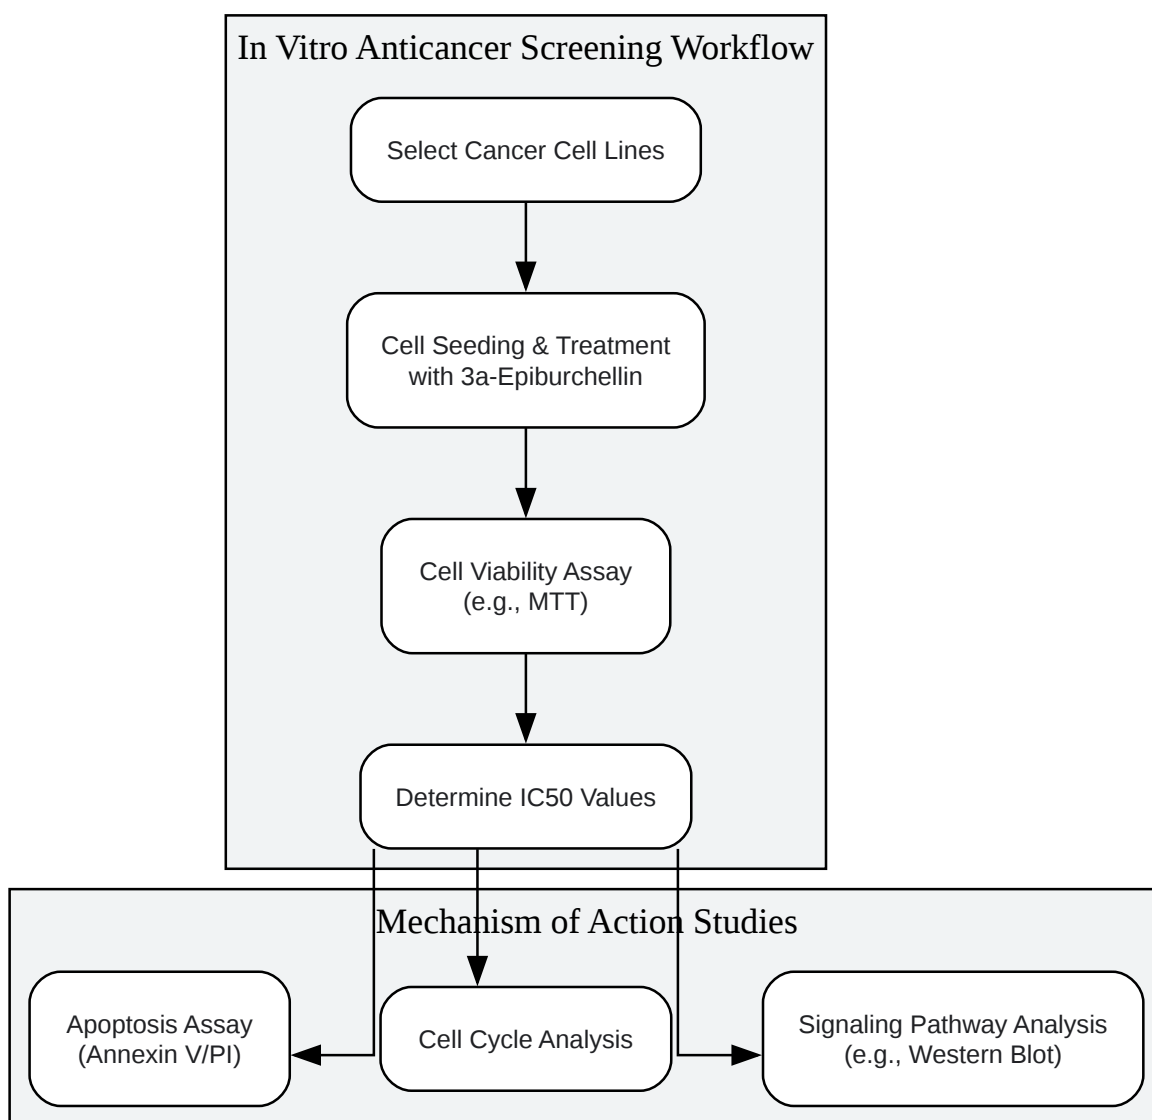 In Vitro Anticancer Screening Workflow
Select Cancer Cell Lines
Cell Seeding & Treatment
with 3a-Epiburchellin
Cell Viability Assay
(e.g., MTT)
Determine IC50 Values
Mechanism of Action Studies
Apoptosis Assay
(Annexin V/PI)
Cell Cycle Analysis
Signaling Pathway Analysis
(e.g., Western Blot)